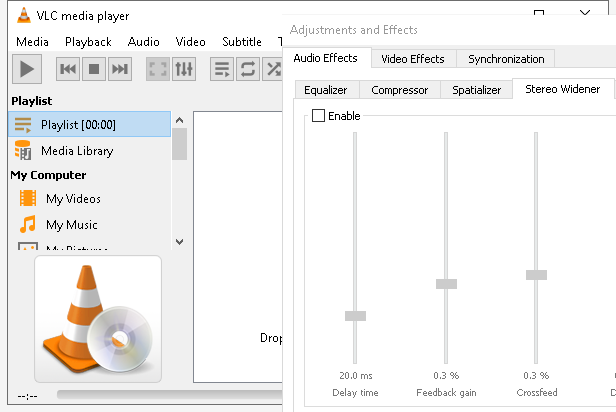 VLC media player
Media Playback Audio Video Subtitle T
Playlist
Playlist [00:00]
Media Library
My Computer
My Videos
My Music
My Pictures
Drop
--:--
Adjustments and Effects
Audio Effects Video Effects Synchronization
Equalizer Compressor Spatializer Stereo Widener
Enable
20.0 ms 0.3 % 0.3 %
Delay time Feedback gain Crossfeed D